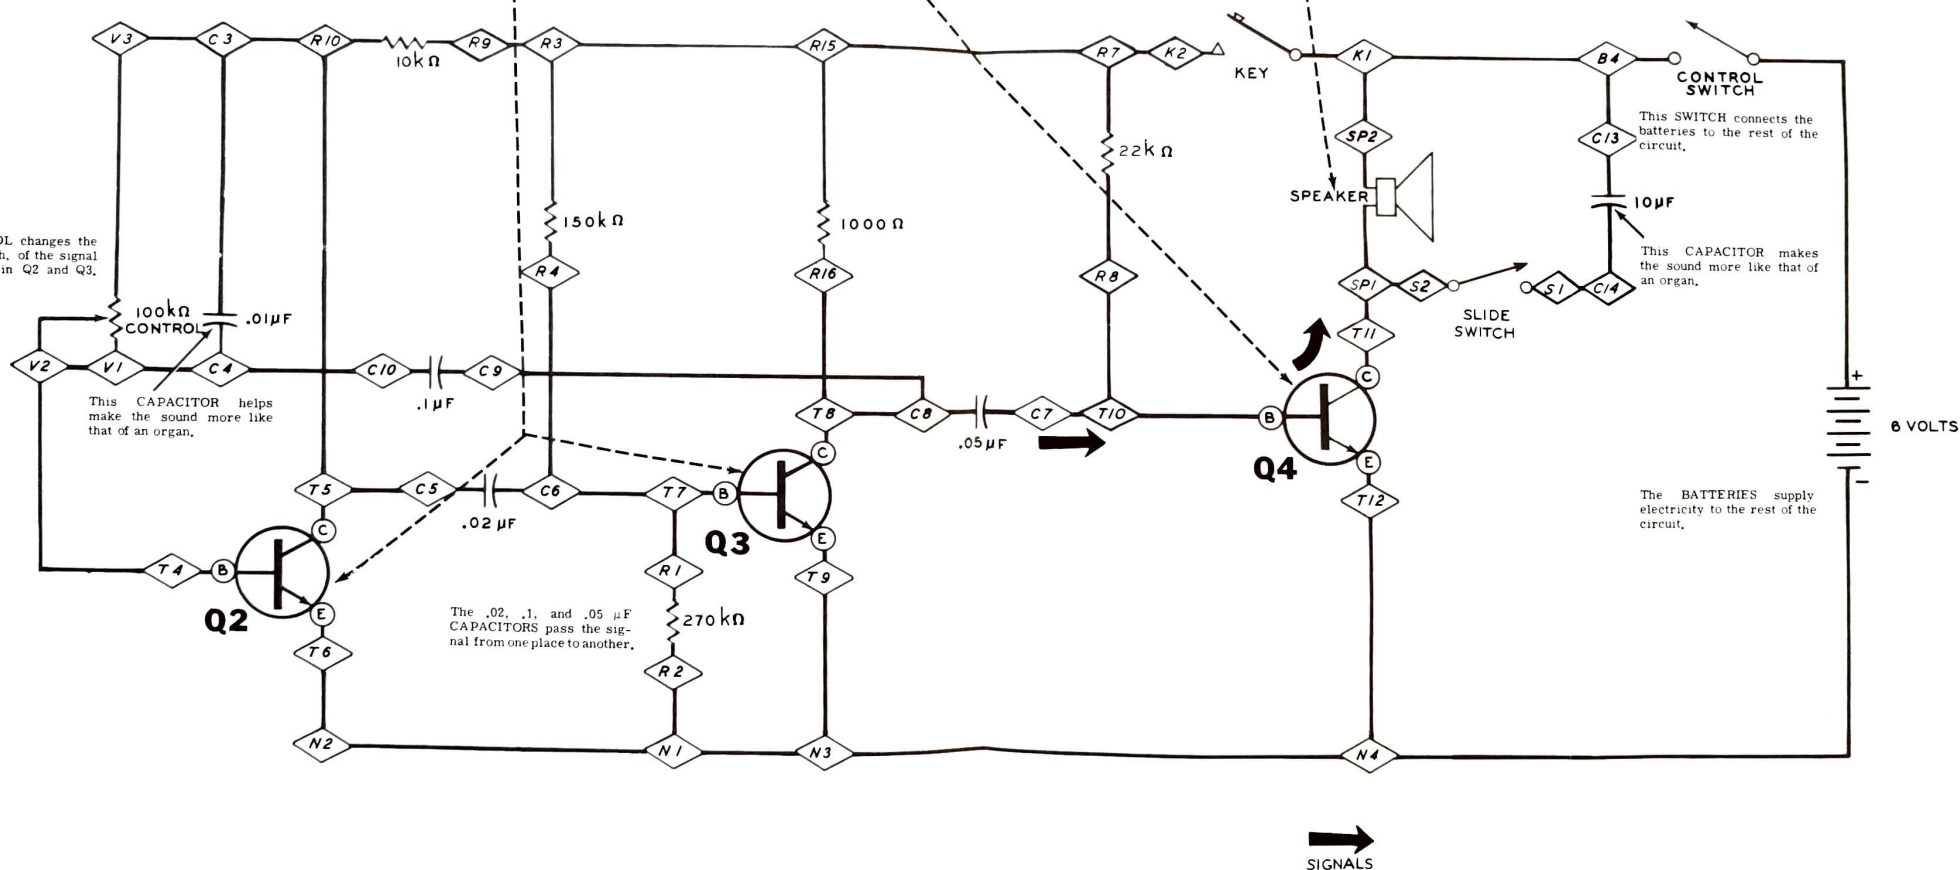 V3
C3
R10
10kΩ
R9
R3
R15
R7
K2
KEY
K1
B4
CONTROL
SWITCH
This SWITCH connects the
batteries to the rest of the
circuit.
SP2
C13
22kΩ
SPEAKER
10µF
150kΩ
1000Ω
OL changes the
h, of the signal
in Q2 and Q3.
This CAPACITOR makes
the sound more like that of
an organ.
R4
R16
R8
SP1
S2
S1
C14
SLIDE
SWITCH
100kΩ
CONTROL
.01µF
T11
V2
V1
C4
C10
C9
.1µF
C
This CAPACITOR helps
make the sound more like
that of an organ.
T8
C8
C7
T10
B
.05µF
+
6 VOLTS
-
C
Q4
E
T12
T5
C5
C6
T7
B
.02µF
Q3
E
The BATTERIES supply
electricity to the rest of the
circuit.
C
T4
B
Q2
E
R1
T9
The .02, .1, and .05 µF
CAPACITORS pass the sig-
nal from one place to another.
270kΩ
T6
R2
N2
N1
N3
N4
SIGNALS